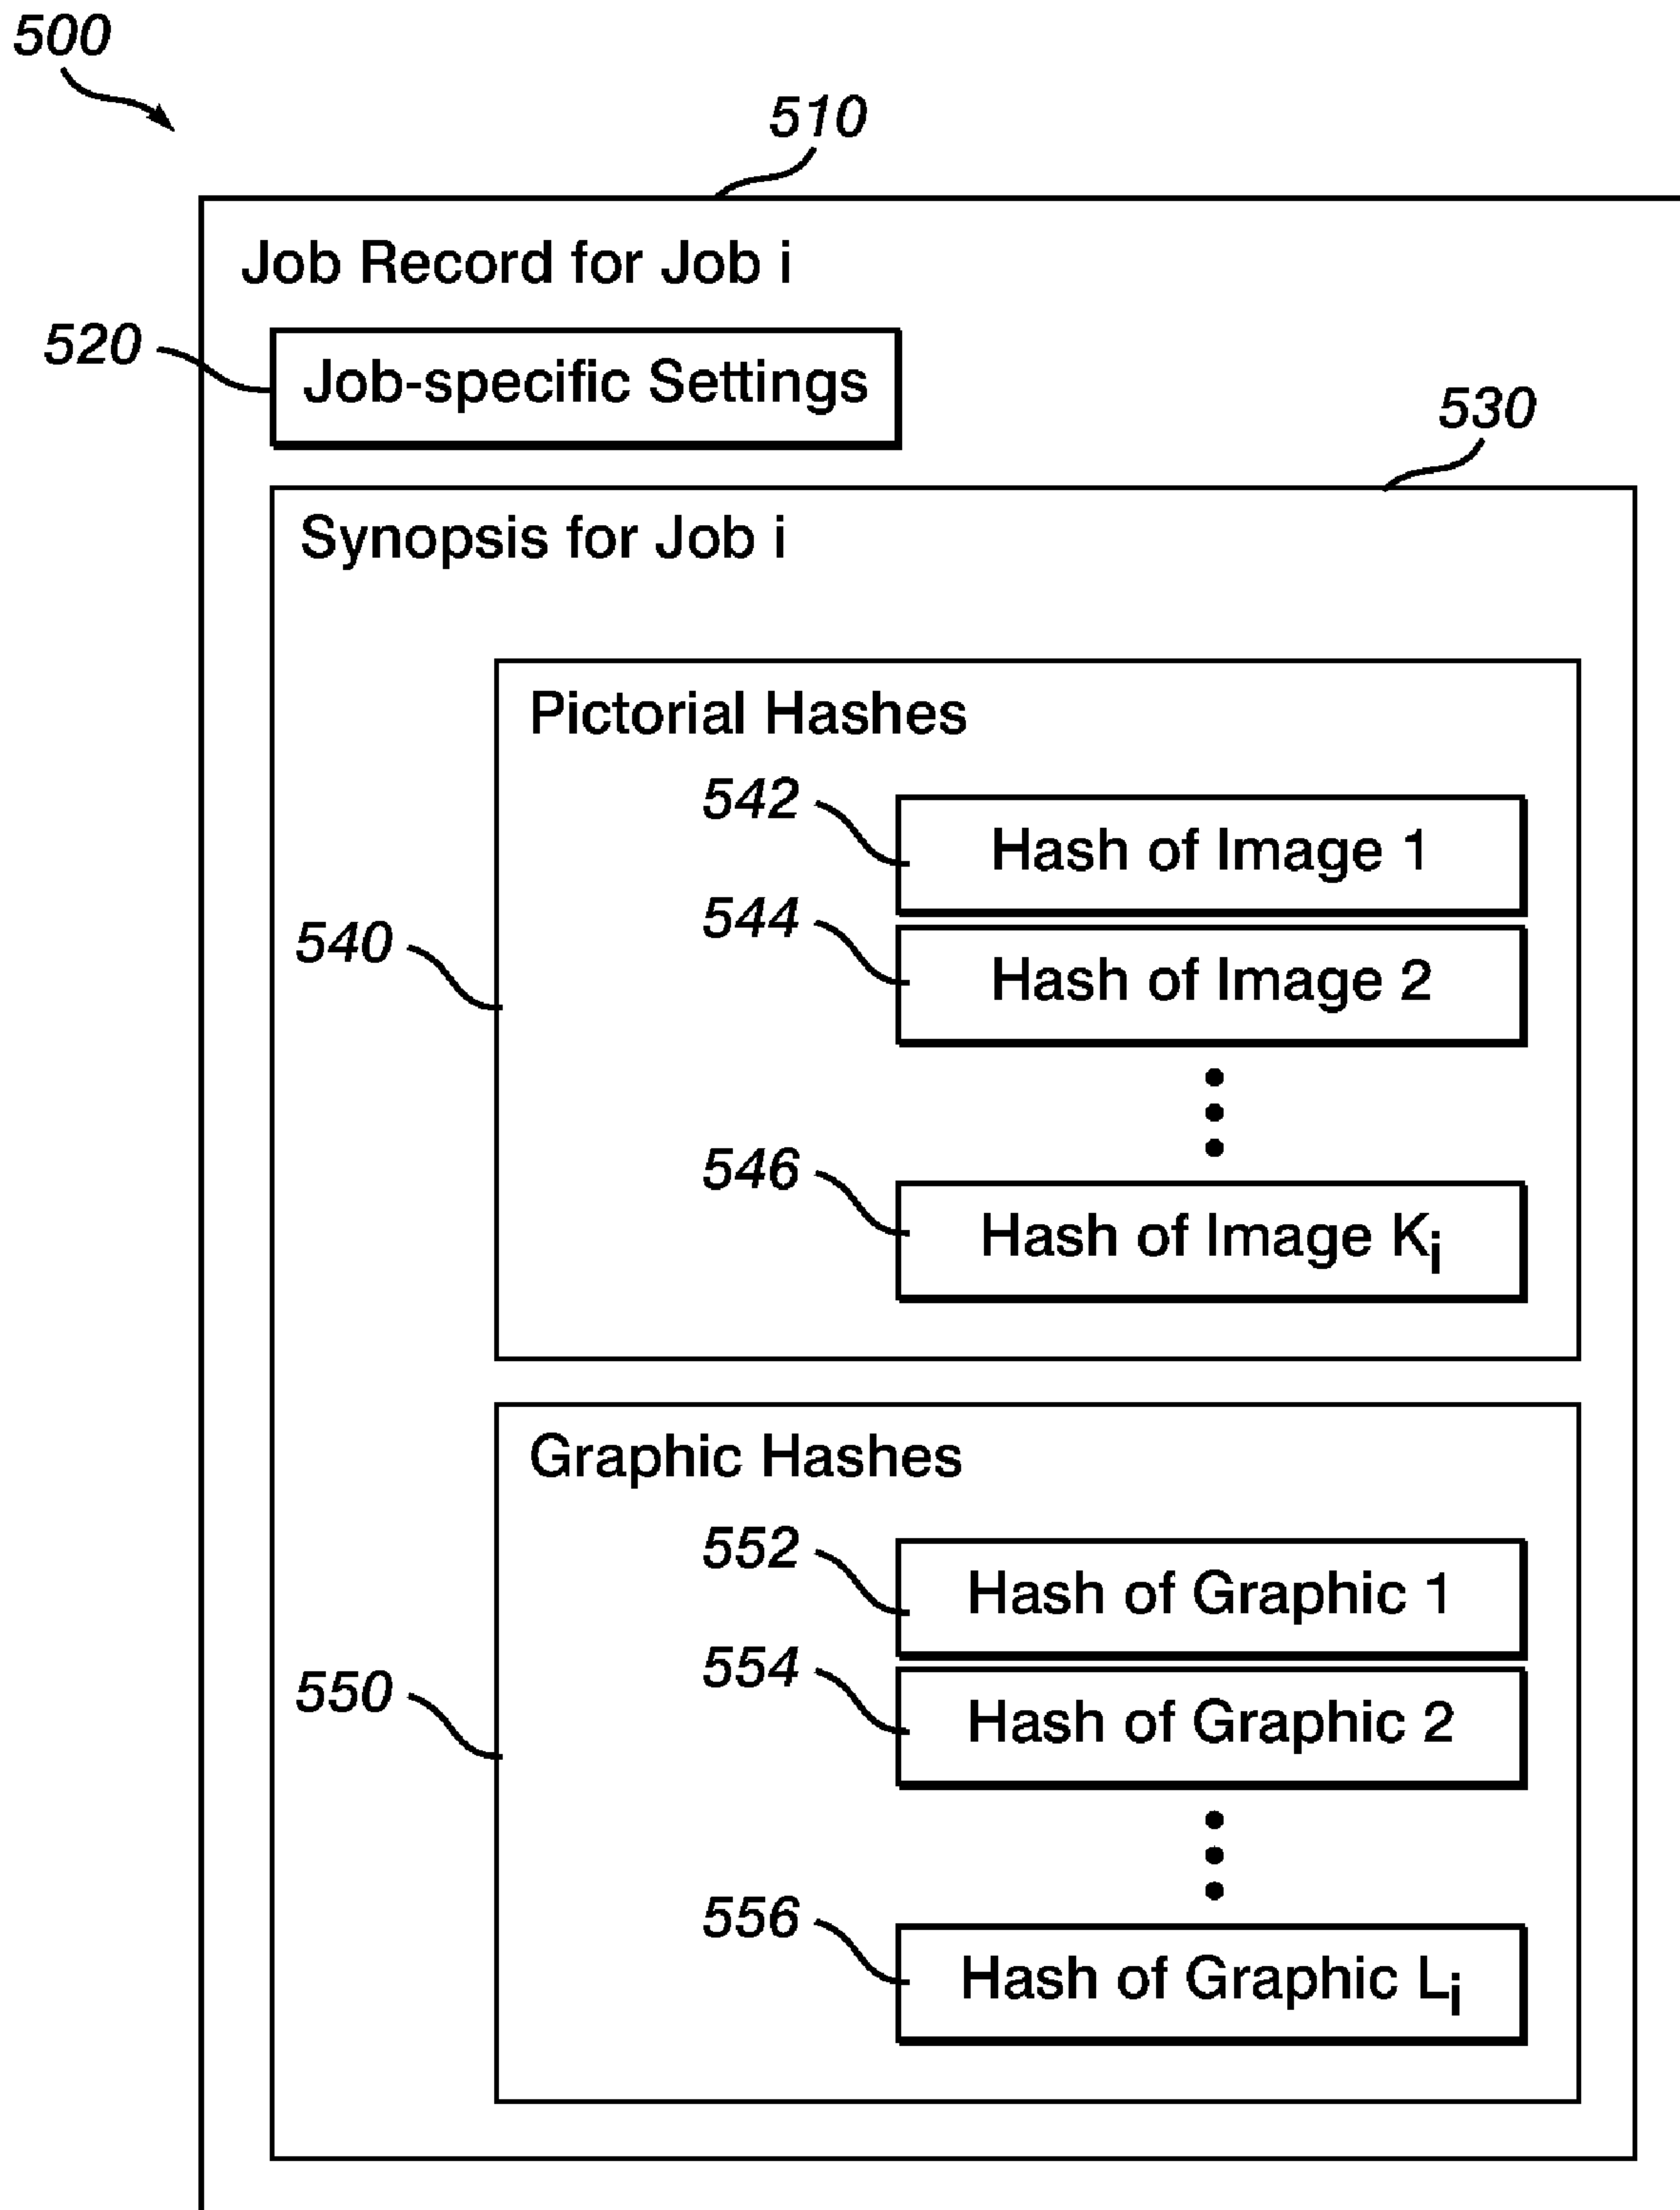 500
510
Job Record for Job i
520
Job-specific Settings
530
Synopsis for Job i
Pictorial Hashes
542
Hash of Image 1
544
540
Hash of Image 2
546
Hash of Image Ki
Graphic Hashes
552
Hash of Graphic 1
554
550
Hash of Graphic 2
556
Hash of Graphic Li